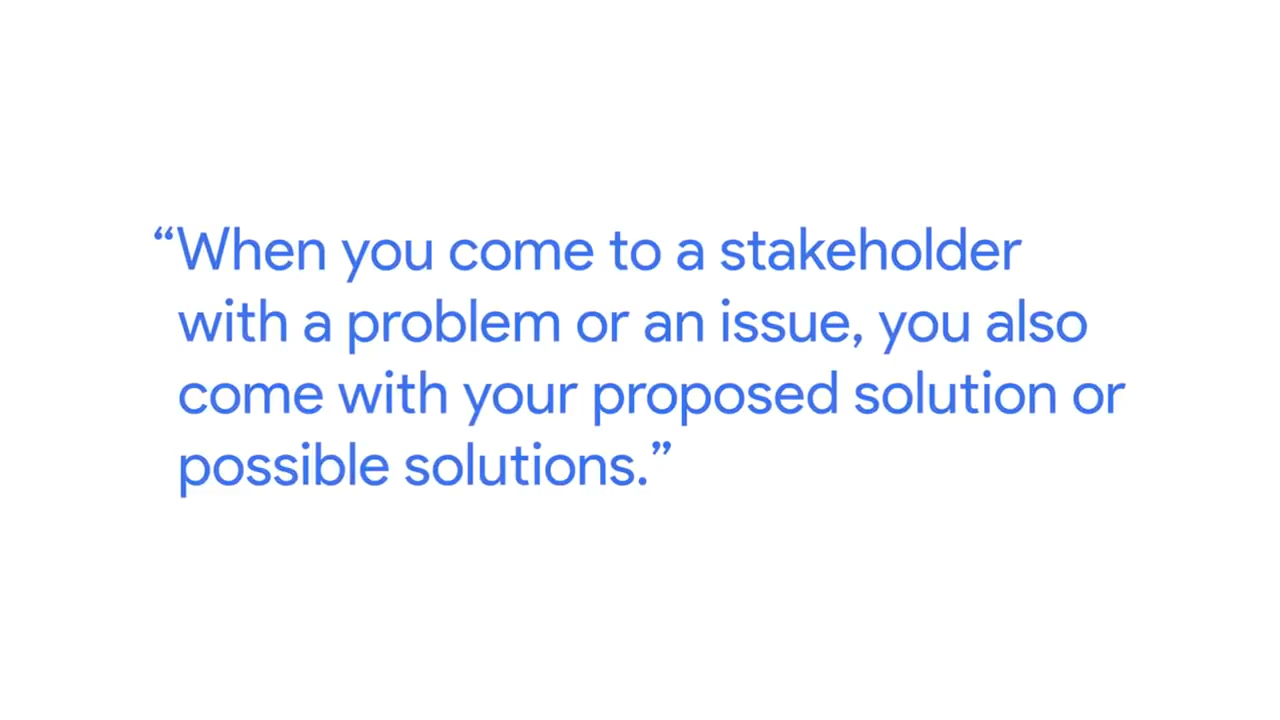 “When you come to a stakeholder
with a problem or an issue, you also
come with your proposed solution or
possible solutions.”